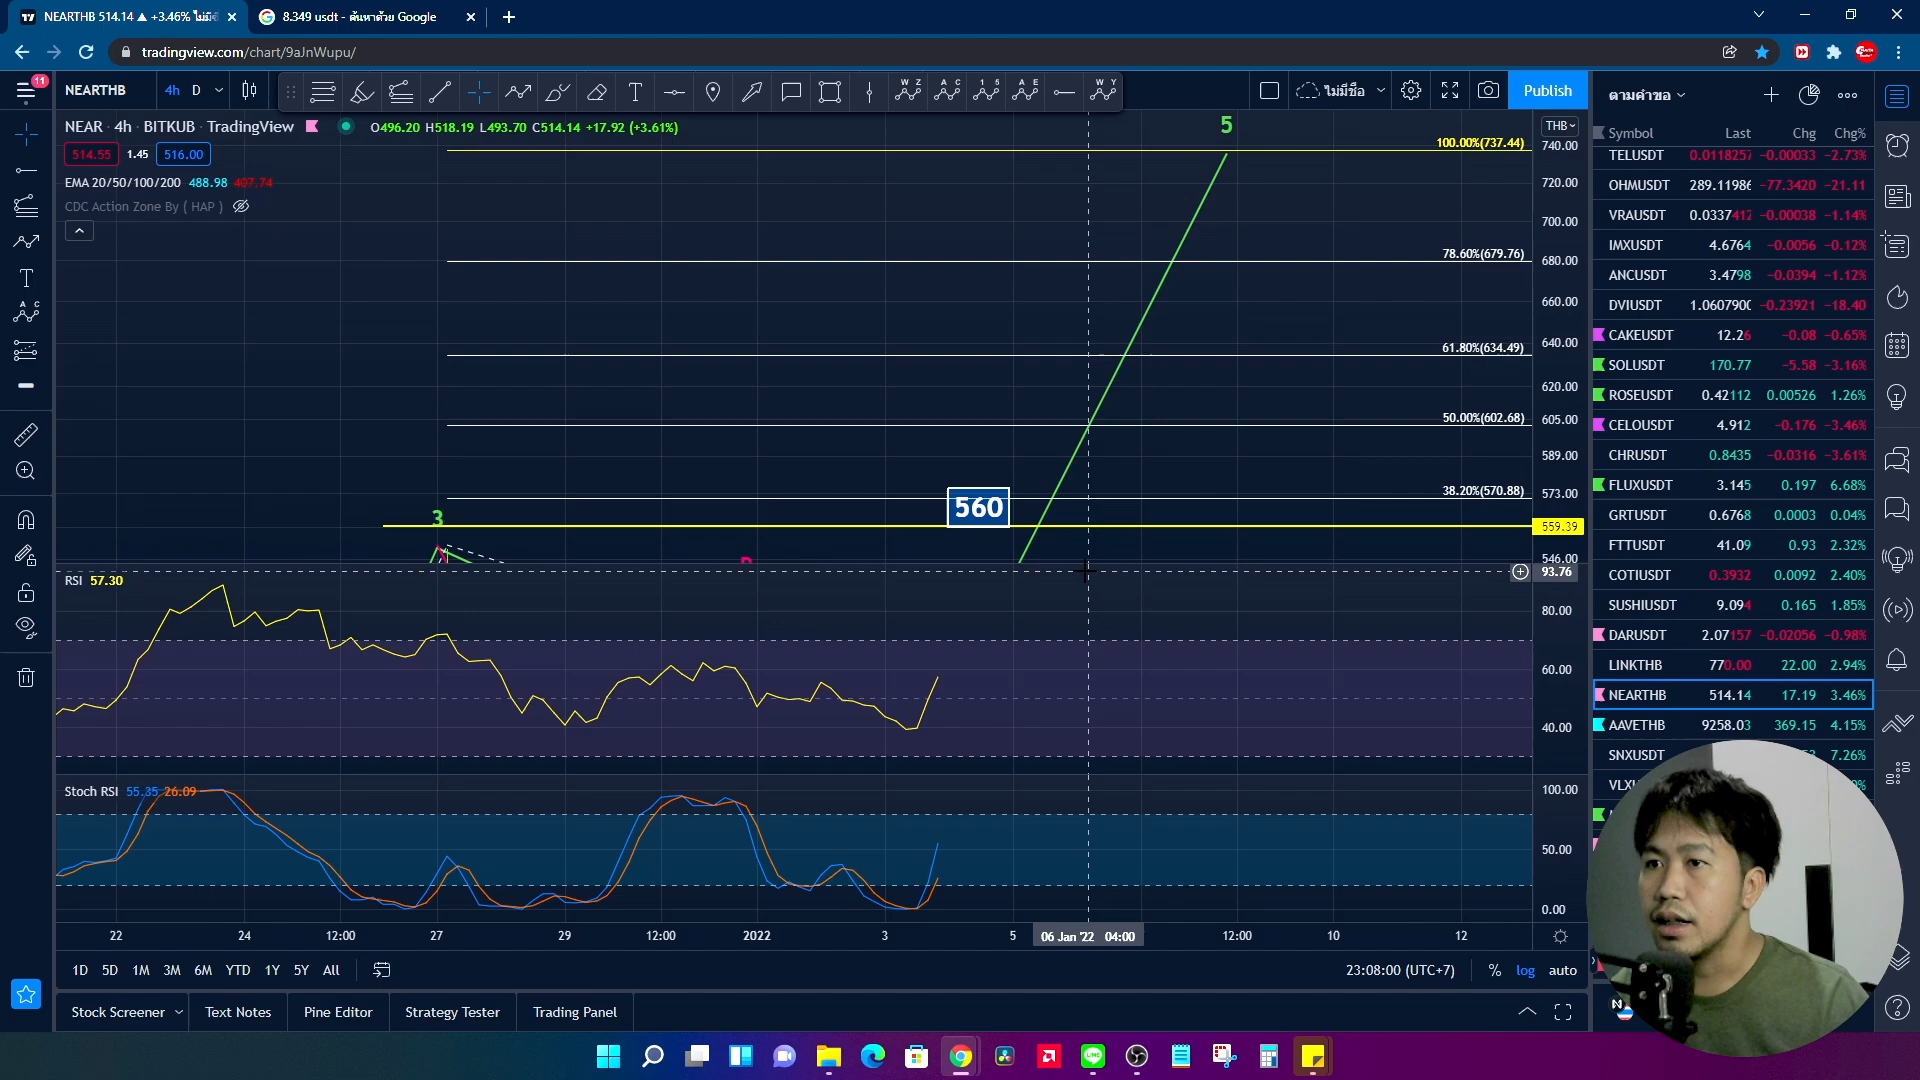 NEARTHB 514.14 ▲ +3.46% ไม่มีชื่
8.349 usdt - ค้นหาด้วย Google
tradingview.com/chart/9aJnWupu/
11
NEARTHB
4h D
W Z
A C
1 5
A E
W Y
ไม่มีชื่อ
Publish
ตามคำขอ
NEAR · 4h · BITKUB · TradingView
O496.20 H518.19 L493.70 C514.14 +17.92 (+3.61%)
514.55 1.45 516.00
EMA 20/50/100/200 488.98 407.74
CDC Action Zone By ( HAP )
5
THB
100.00%(737.44)
78.60%(679.76)
61.80%(634.49)
50.00%(602.68)
38.20%(570.88)
560
3
740.00
720.00
700.00
680.00
660.00
640.00
620.00
605.00
589.00
573.00
559.39
546.00
93.76
RSI 57.30
80.00
60.00
40.00
Stoch RSI 55.35 26.09
100.00
50.00
0.00
22 24 12:00 27 29 12:00 2022 3 5 06 Jan '22 04:00 12:00 10 12
1D 5D 1M 3M 6M YTD 1Y 5Y All
23:08:00 (UTC+7) % log auto
Stock Screener Text Notes Pine Editor Strategy Tester Trading Panel
Symbol Last Chg Chg%
TELUSDT 0.0118257 −0.00033 −2.73%
OHMUSDT 289.11986 −77.3420 −21.11
VRAUSDT 0.0337412 −0.00038 −1.14%
IMXUSDT 4.6764 −0.0056 −0.12%
ANCUSDT 3.4798 −0.0394 −1.12%
DVIUSDT 1.0607900 −0.23921 −18.40
CAKEUSDT 12.26 −0.08 −0.65%
SOLUSDT 170.77 −5.58 −3.16%
ROSEUSDT 0.42112 0.00526 1.26%
CELOUSDT 4.912 −0.176 −3.46%
CHRUSDT 0.8435 −0.0316 −3.61%
FLUXUSDT 3.145 0.197 6.68%
GRTUSDT 0.6768 0.0003 0.04%
FTTUSDT 41.09 0.93 2.32%
COTIUSDT 0.3932 0.0092 2.40%
SUSHIUSDT 9.094 0.165 1.85%
DARUSDT 2.07157 −0.02056 −0.98%
LINKTHB 770.00 22.00 2.94%
NEARTHB 514.14 17.19 3.46%
AAVETHB 9258.03 369.15 4.15%
SNXUSDT 7.26%